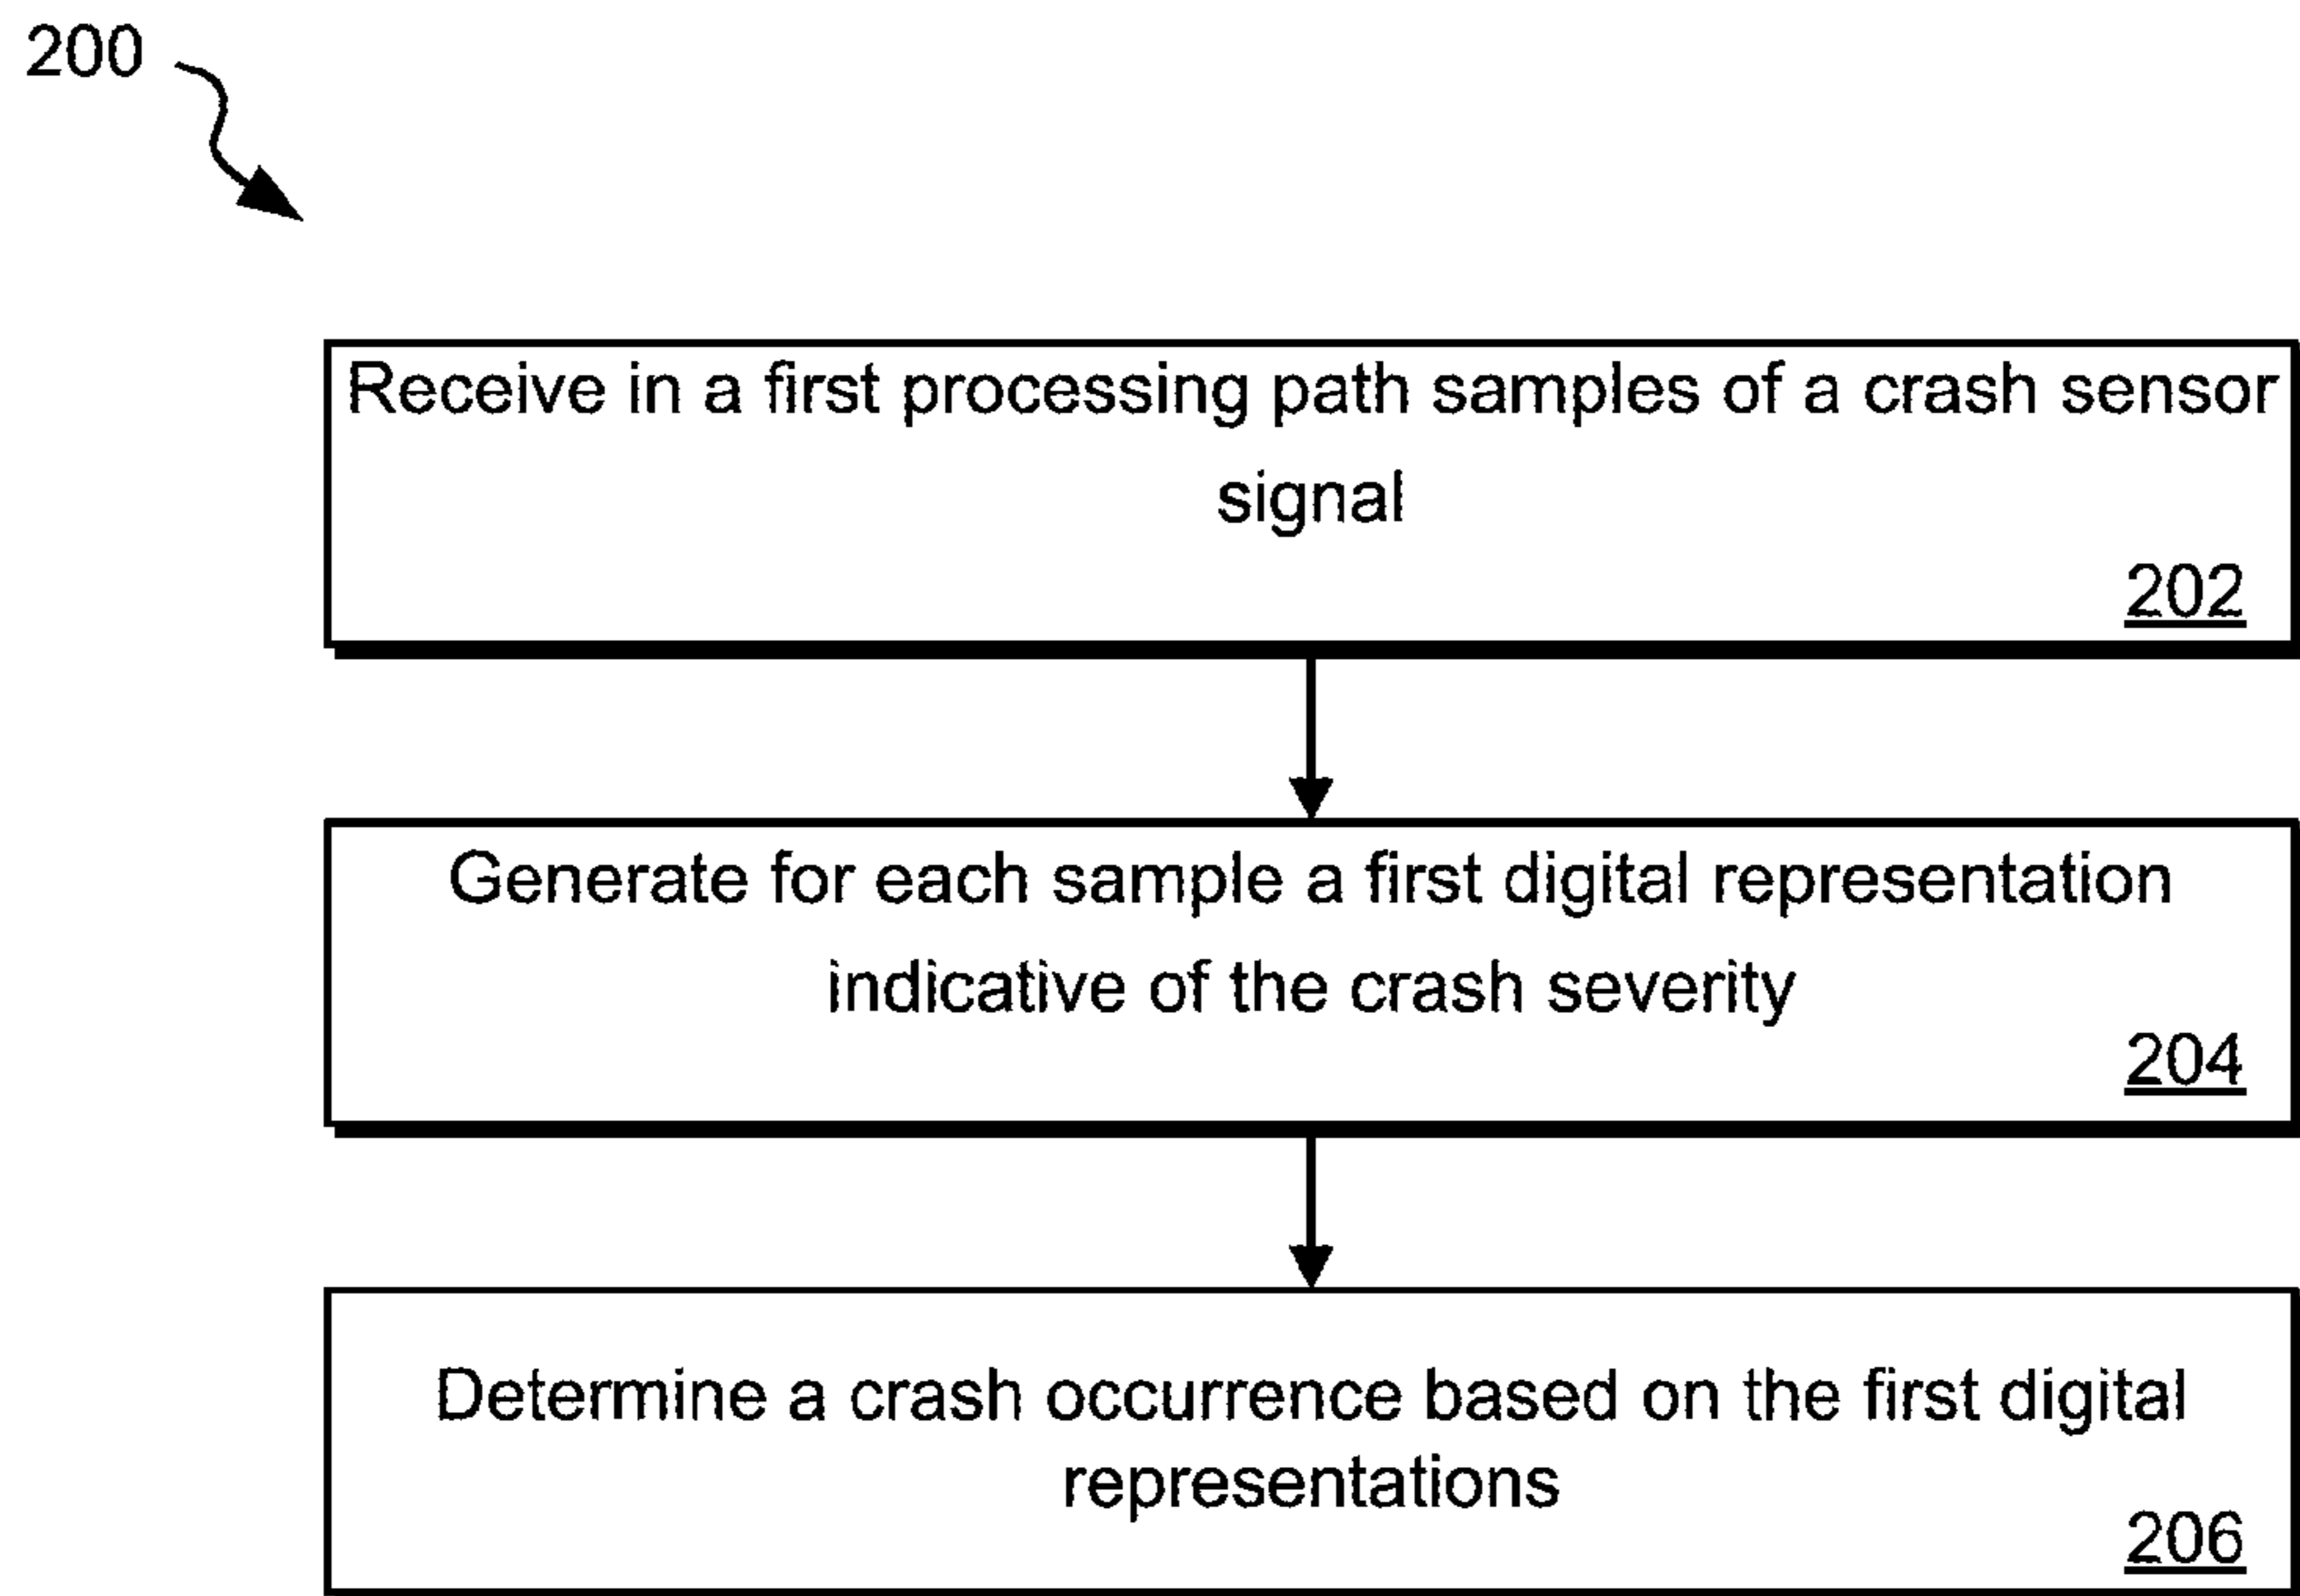 200
Receive in a first processing path samples of a crash sensor
signal
202
Generate for each sample a first digital representation
indicative of the crash severity
204
Determine a crash occurrence based on the first digital
representations
206